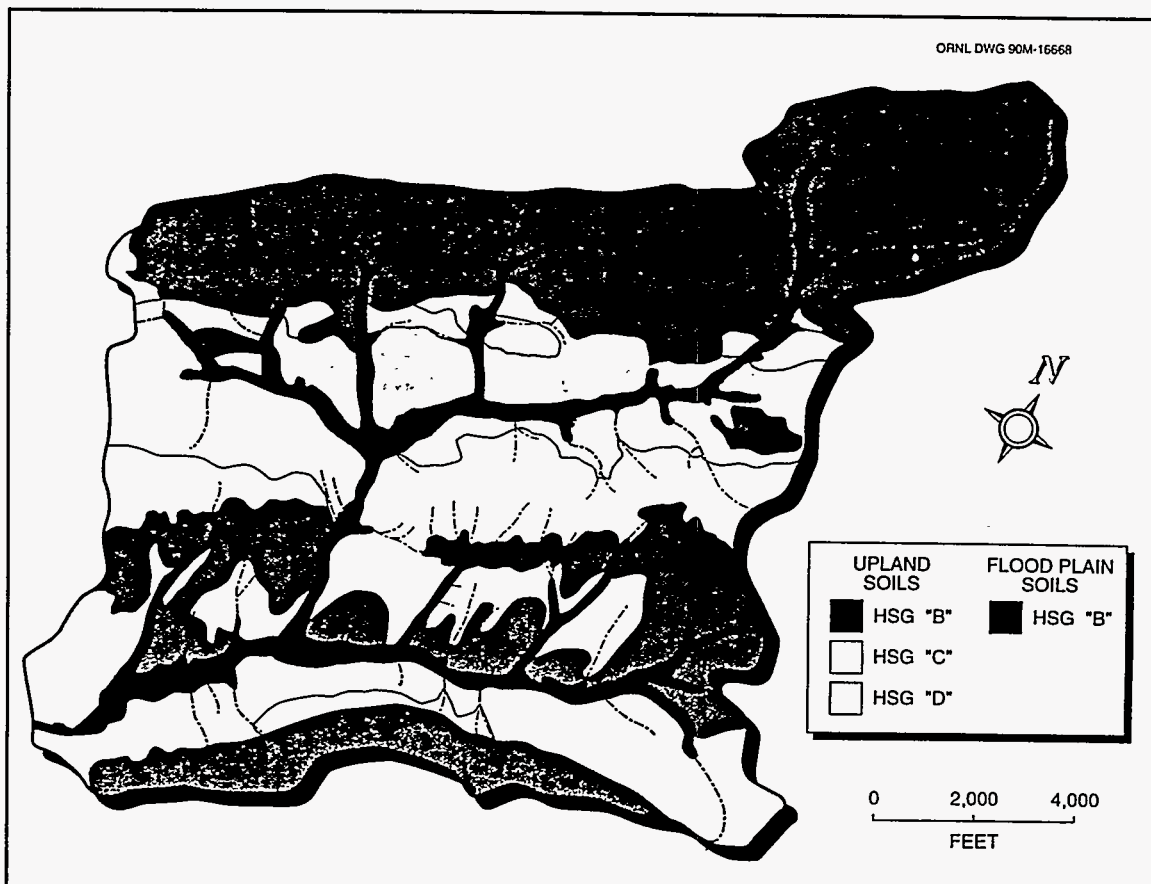 ORNL DWG 90M-16668
N
UPLAND
SOILS
HSG "B"
HSG "C"
HSG "D"
FLOOD PLAIN
SOILS
HSG "B"
0 2,000 4,000
FEET